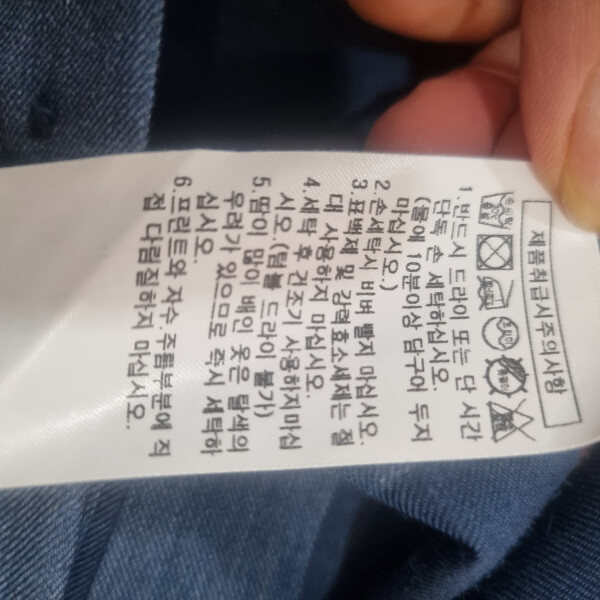 제품취급시주의사항
1.반드시 드라이 또는 단 시간
단독 손 세탁하십시오.
(물에 10분이상 담구어 두지
마십시오.)
2.손세탁시 비벼 빨지 마십시오.
3.표백제 및 강력효소세제는 절
대 사용하지 마십시오.
4.세탁 후 건조기 사용하지마십
시오.(텀블 드라이 불가)
5.땀이 많이 배인 옷은 탈색의
우려가 있으므로 즉시 세탁하
십시오.
6.프린트와 자수.주름부분에 직
접 다림질하지 마십시오.